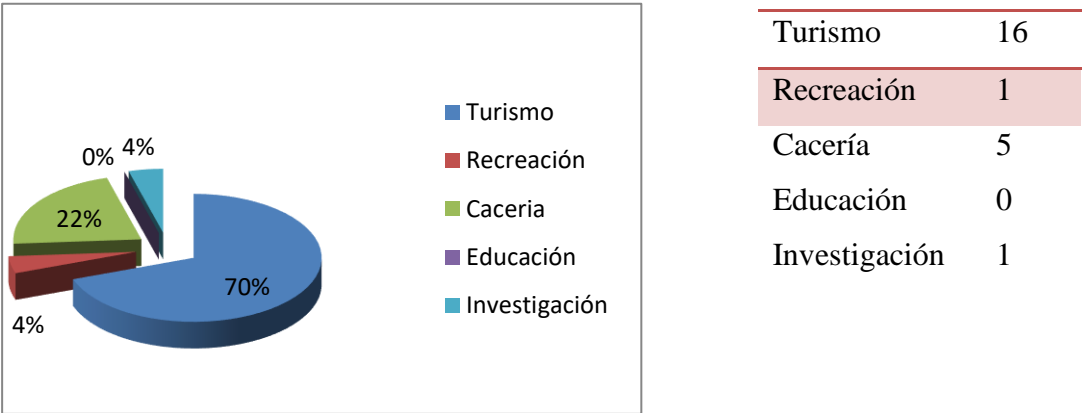 0% 4%
22%
70%
4%
Turismo
Recreación
Caceria
Educación
Investigación
Turismo 16
Recreación 1
Cacería 5
Educación 0
Investigación 1